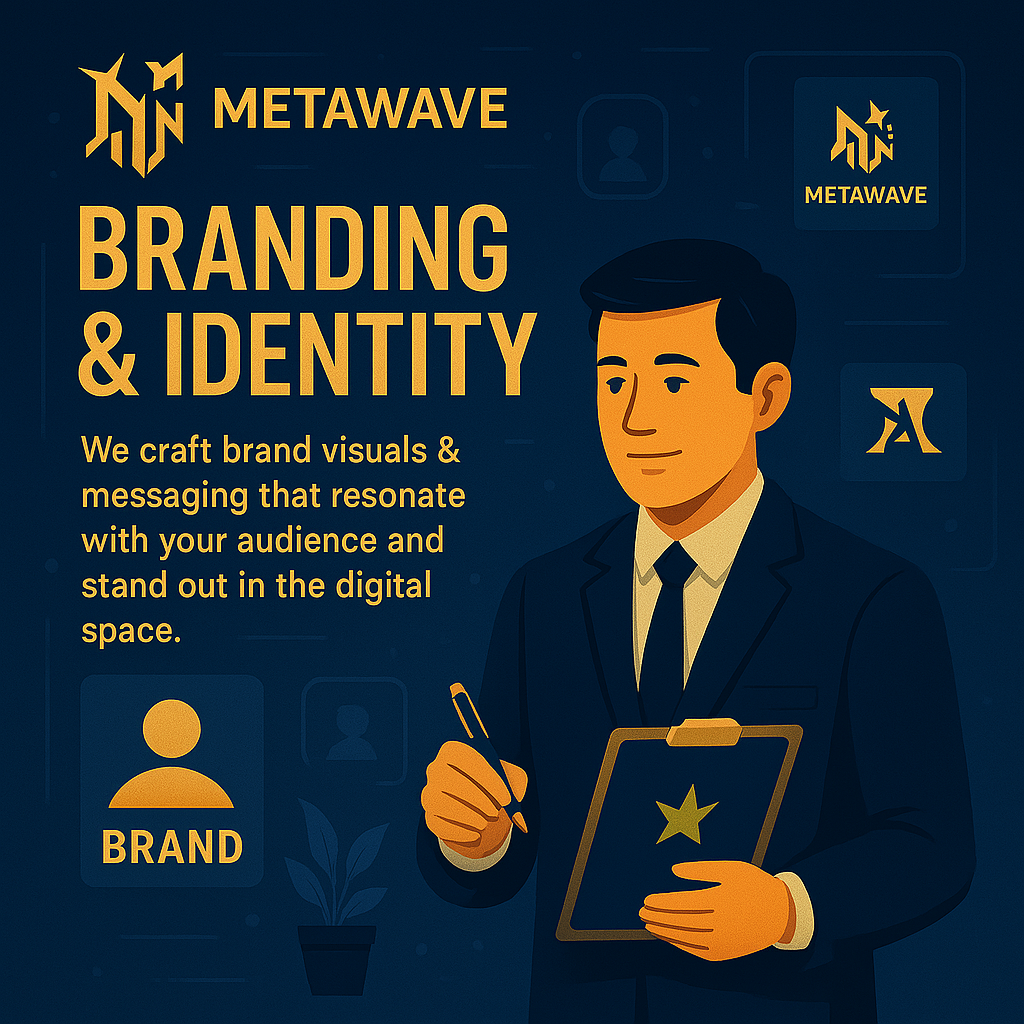 METAWAVE
BRANDING
& IDENTITY
We craft brand visuals &
messaging that resonate
with your audience and
stand out in the digital
space.
BRAND
METAWAVE
A